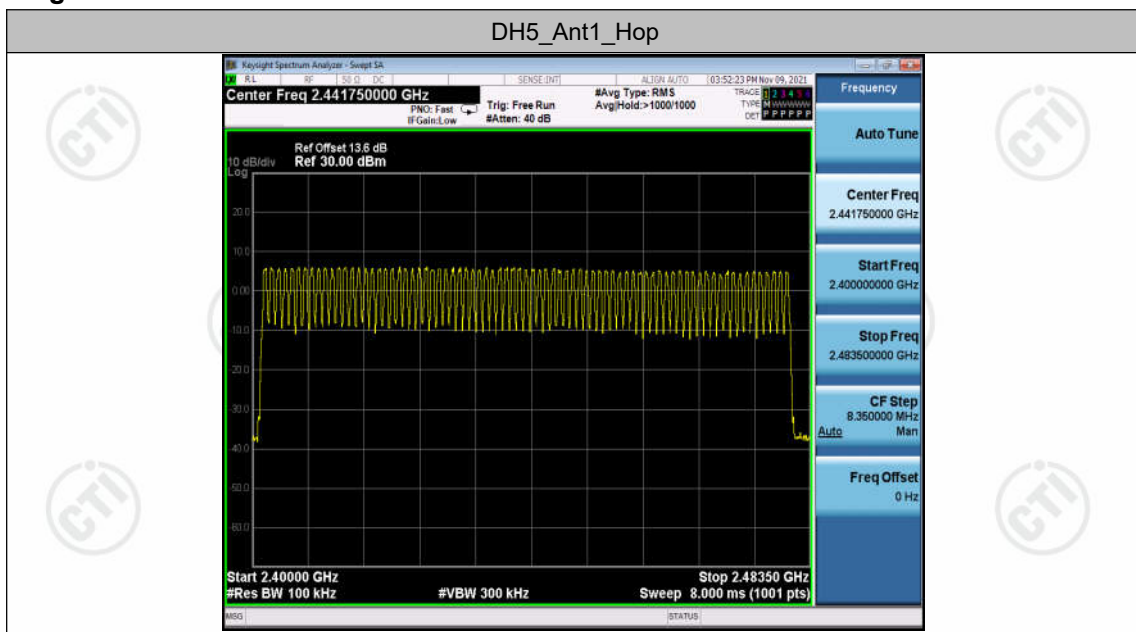 DH5_Ant1_Hop
Keysight Spectrum Analyzer - Swept SA
RL RF 50 Ω DC SENSE:INT ALIGN AUTO 03:52:23 PM Nov 09, 2021
Center Freq 2.441750000 GHz
PNO: Fast
IFGain:Low
Trig: Free Run
#Atten: 40 dB
#Avg Type: RMS
Avg|Hold:>1000/1000
TRACE 1 2 3 4 5 6
TYPE M WWWWW
DET P P P P P P
Ref Offset 13.6 dB
10 dB/div Ref 30.00 dBm
Log
20.0
10.0
0.00
-10.0
-20.0
-30.0
-40.0
-50.0
-60.0
Start 2.40000 GHz Stop 2.48350 GHz
#Res BW 100 kHz #VBW 300 kHz Sweep 8.000 ms (1001 pts)
MSG STATUS
Frequency
Auto Tune
Center Freq
2.441750000 GHz
Start Freq
2.400000000 GHz
Stop Freq
2.483500000 GHz
CF Step
8.350000 MHz
Auto Man
Freq Offset
0 Hz
CTI
CTI
CTI
CTI